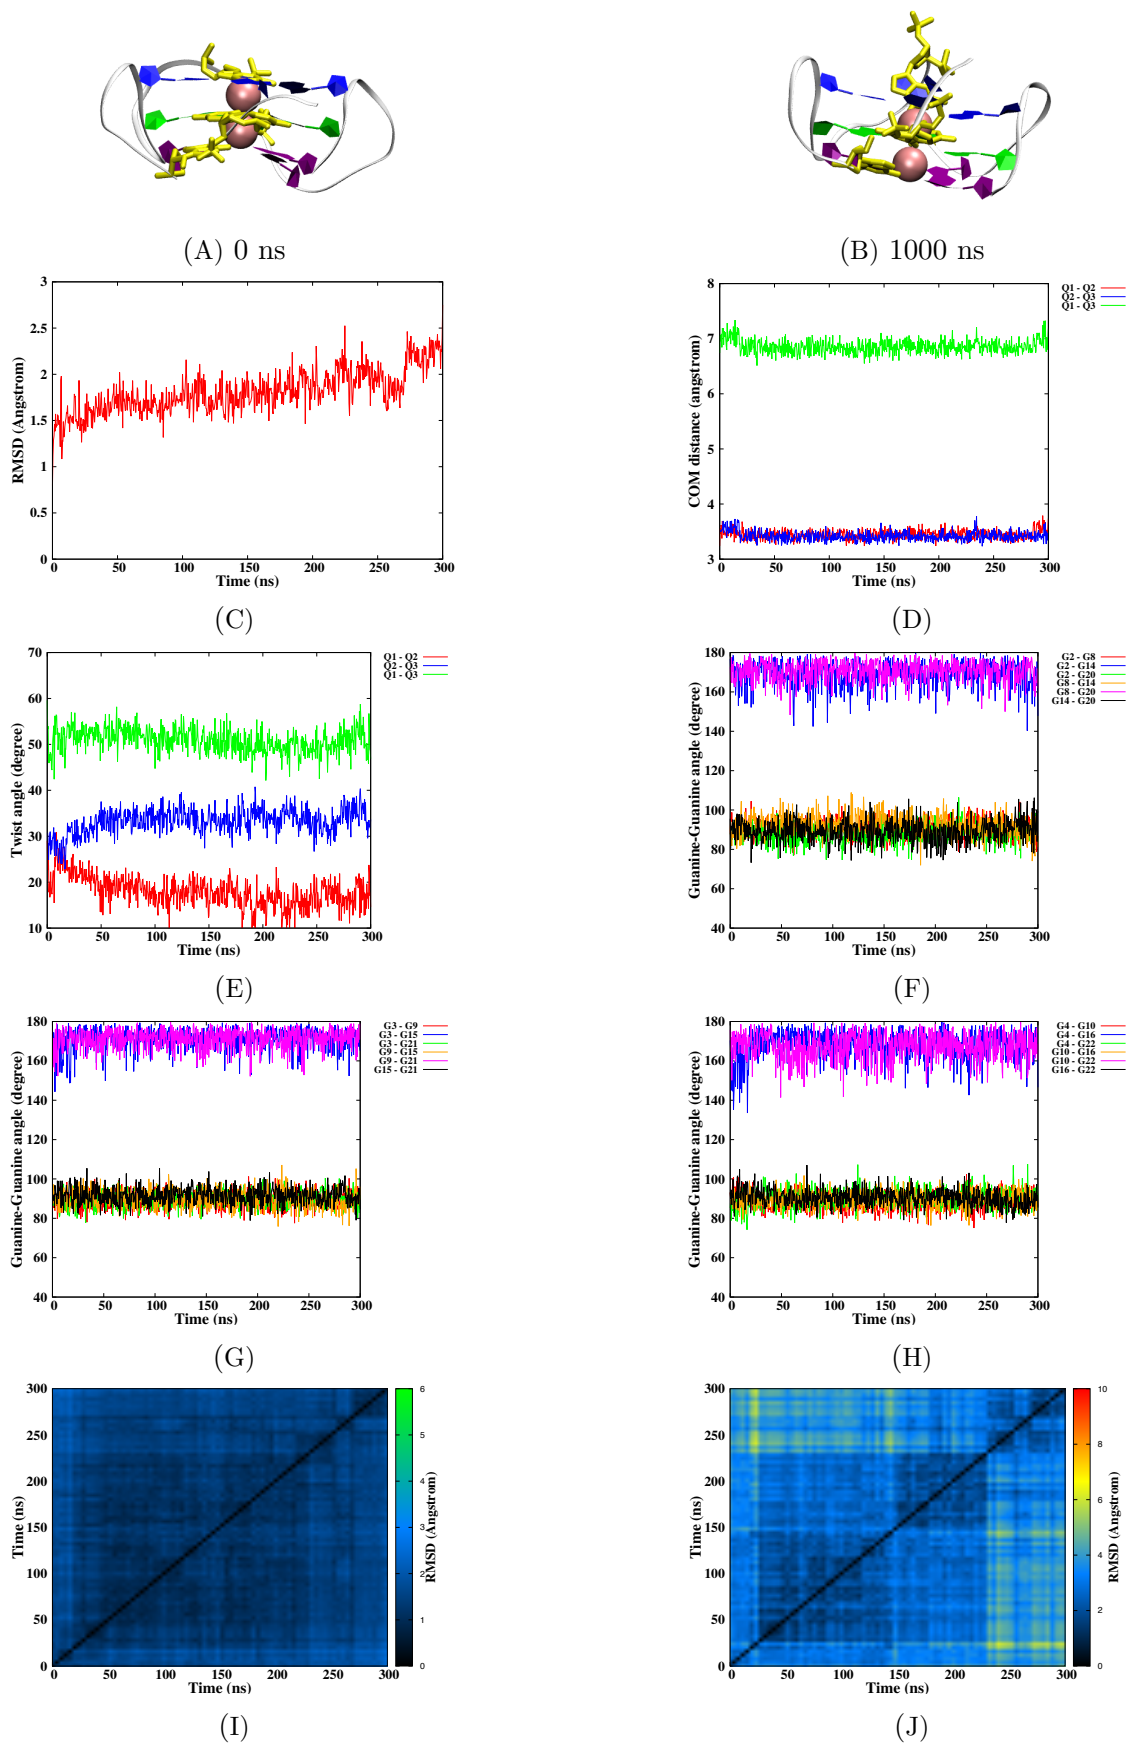 (A) 0 ns
(B) 1000 ns
3
2.5
2
1.5
1
0.5
0
RMSD (Angstrom)
0 50 100 150 200 250 300
Time (ns)
(C)
8
7
6
5
4
3
COM distance (angstrom)
0 50 100 150 200 250 300
Time (ns)
Q1 - Q2
Q2 - Q3
Q1 - Q3
(D)
70
60
50
40
30
20
10
Twist angle (degree)
0 50 100 150 200 250 300
Time (ns)
Q1 - Q2
Q2 - Q3
Q1 - Q3
(E)
180
160
140
120
100
80
60
40
Guanine-Guanine angle (degree)
0 50 100 150 200 250 300
Time (ns)
G2 - G8
G2 - G14
G2 - G20
G8 - G14
G8 - G20
G14 - G20
(F)
180
160
140
120
100
80
60
40
Guanine-Guanine angle (degree)
0 50 100 150 200 250 300
Time (ns)
G3 - G9
G3 - G15
G3 - G21
G9 - G15
G9 - G21
G15 - G21
(G)
180
160
140
120
100
80
60
40
Guanine-Guanine angle (degree)
0 50 100 150 200 250 300
Time (ns)
G4 - G10
G4 - G16
G4 - G22
G10 - G16
G10 - G22
G16 - G22
(H)
300
250
200
150
100
50
0
Time (ns)
0 50 100 150 200 250 300
Time (ns)
6
5
4
3
2
1
0
RMSD (Angstrom)
(I)
300
250
200
150
100
50
0
Time (ns)
0 50 100 150 200 250 300
Time (ns)
10
8
6
4
2
0
RMSD (Angstrom)
(J)